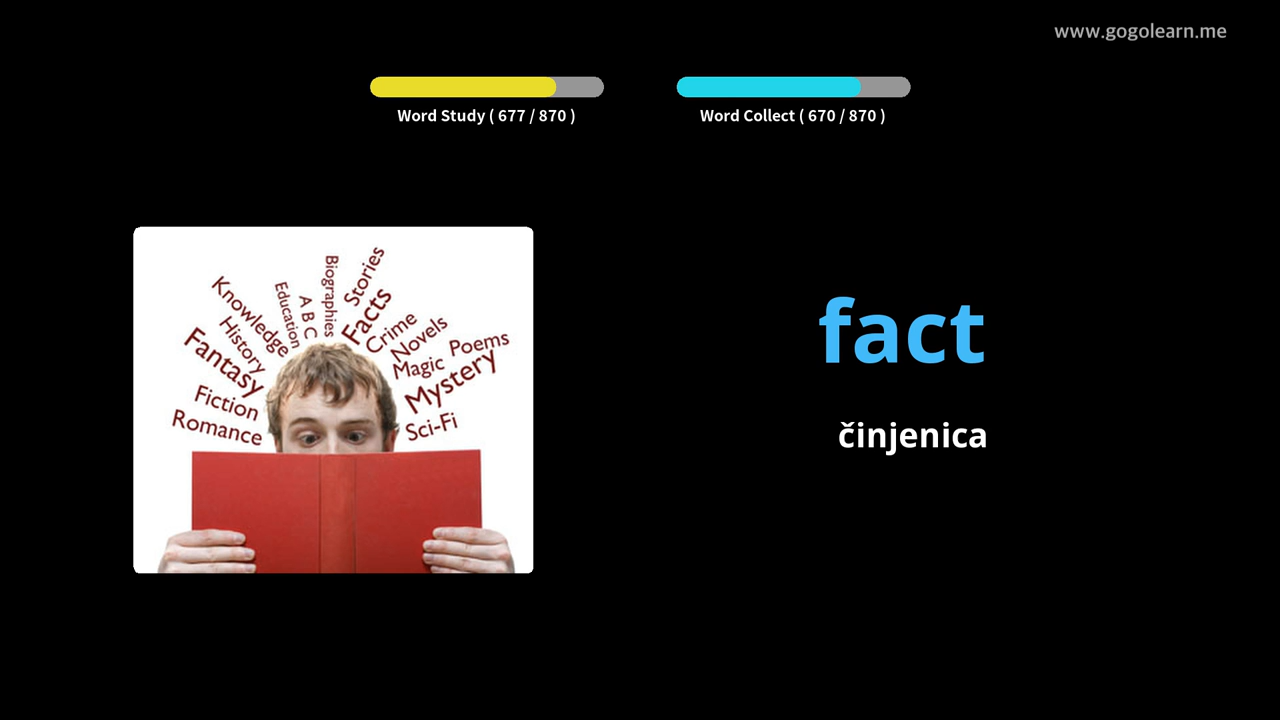 www.gogolearn.me
Word Study ( 677 / 870 )
Word Collect ( 670 / 870 )
Knowledge
Education
A B C
Biographies
Stories
Facts
Crime
Novels
Poems
Magic
Mystery
Sci-Fi
History
Fantasy
Fiction
Romance
fact
činjenica